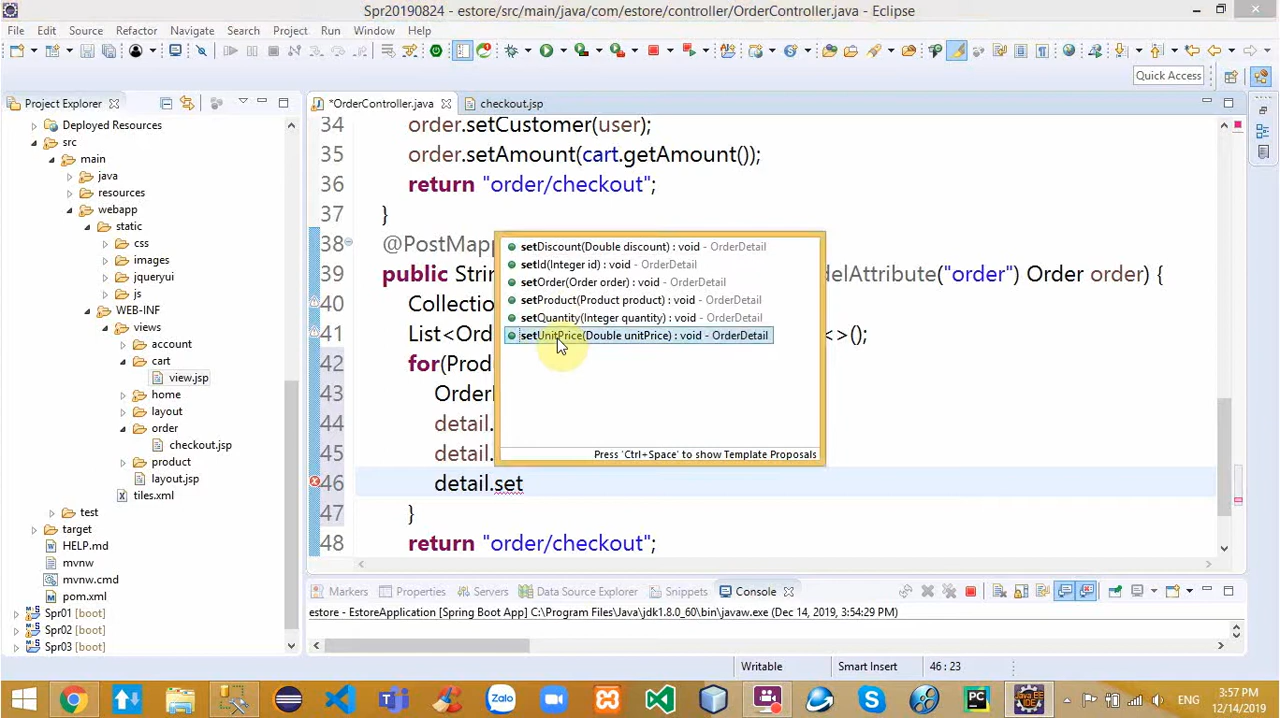 Spr20190824 - estore/src/main/java/com/estore/controller/OrderController.java - Eclipse
File Edit Source Refactor Navigate Search Project Run Window Help
Quick Access
Project Explorer
*OrderController.java
checkout.jsp
Deployed Resources
src
main
java
resources
webapp
static
css
images
jqueryui
js
WEB-INF
views
account
cart
view.jsp
home
layout
order
checkout.jsp
product
layout.jsp
tiles.xml
test
target
HELP.md
mvnw
mvnw.cmd
pom.xml
Spr01 [boot]
Spr02 [boot]
Spr03 [boot]
34 order.setCustomer(user);
35 order.setAmount(cart.getAmount());
36 return "order/checkout";
37 }
38 @PostMapp
39 public Stri delAttribute("order") Order order) {
40 Collection
41 List<Ord <>();
42 for(Prod
43 Order
44 detail.
45 detail.
46 detail.set
47 }
48 return "order/checkout";
setDiscount(Double discount) : void - OrderDetail
setId(Integer id) : void - OrderDetail
setOrder(Order order) : void - OrderDetail
setProduct(Product product) : void - OrderDetail
setQuantity(Integer quantity) : void - OrderDetail
setUnitPrice(Double unitPrice) : void - OrderDetail
Press 'Ctrl+Space' to show Template Proposals
Markers Properties Servers Data Source Explorer Snippets Console
estore - EstoreApplication [Spring Boot App] C:\Program Files\Java\jdk1.8.0_60\bin\javaw.exe (Dec 14, 2019, 3:54:29 PM)
Writable Smart Insert 46 : 23
Zalo
PC
Java EE
IDE
ENG
3:57 PM
12/14/2019